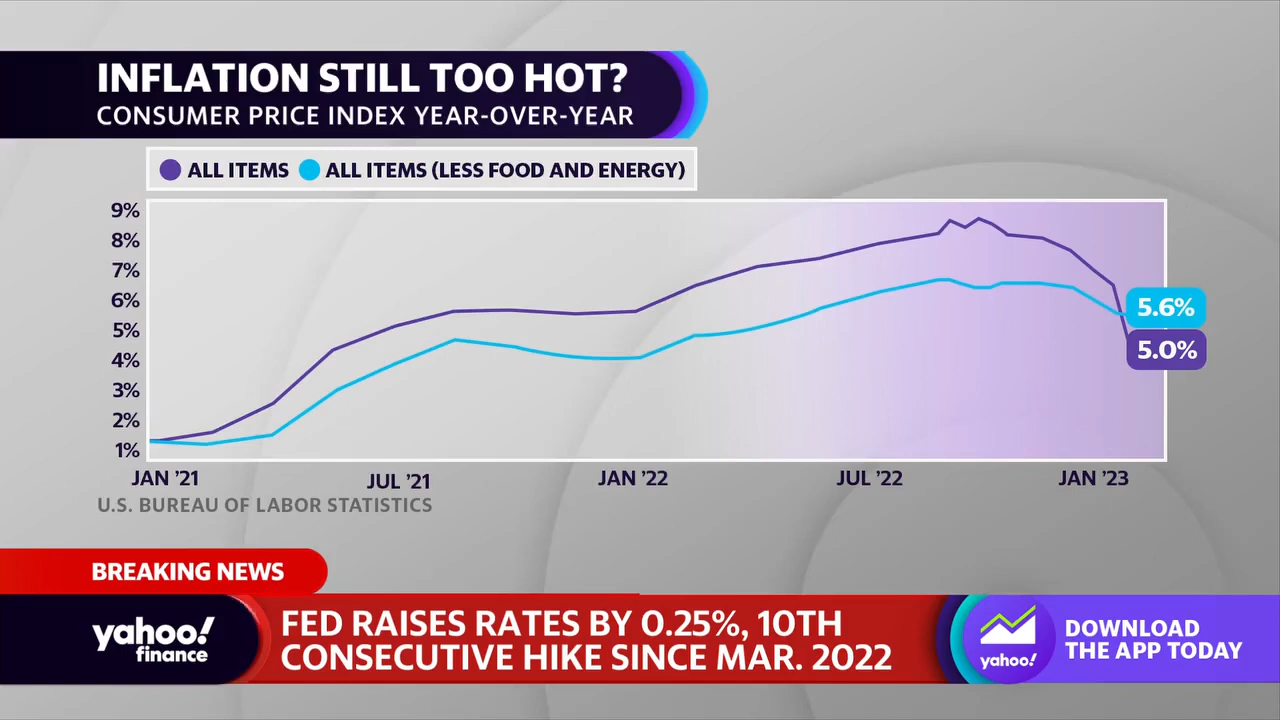 INFLATION STILL TOO HOT?
CONSUMER PRICE INDEX YEAR-OVER-YEAR
ALL ITEMS ALL ITEMS (LESS FOOD AND ENERGY)
9%
8%
7%
6%
5%
4%
3%
2%
1%
5.6%
5.0%
JAN '21 JUL '21 JAN '22 JUL '22 JAN '23
U.S. BUREAU OF LABOR STATISTICS
BREAKING NEWS
yahoo!
finance
FED RAISES RATES BY 0.25%, 10TH
CONSECUTIVE HIKE SINCE MAR. 2022
yahoo!
DOWNLOAD
THE APP TODAY